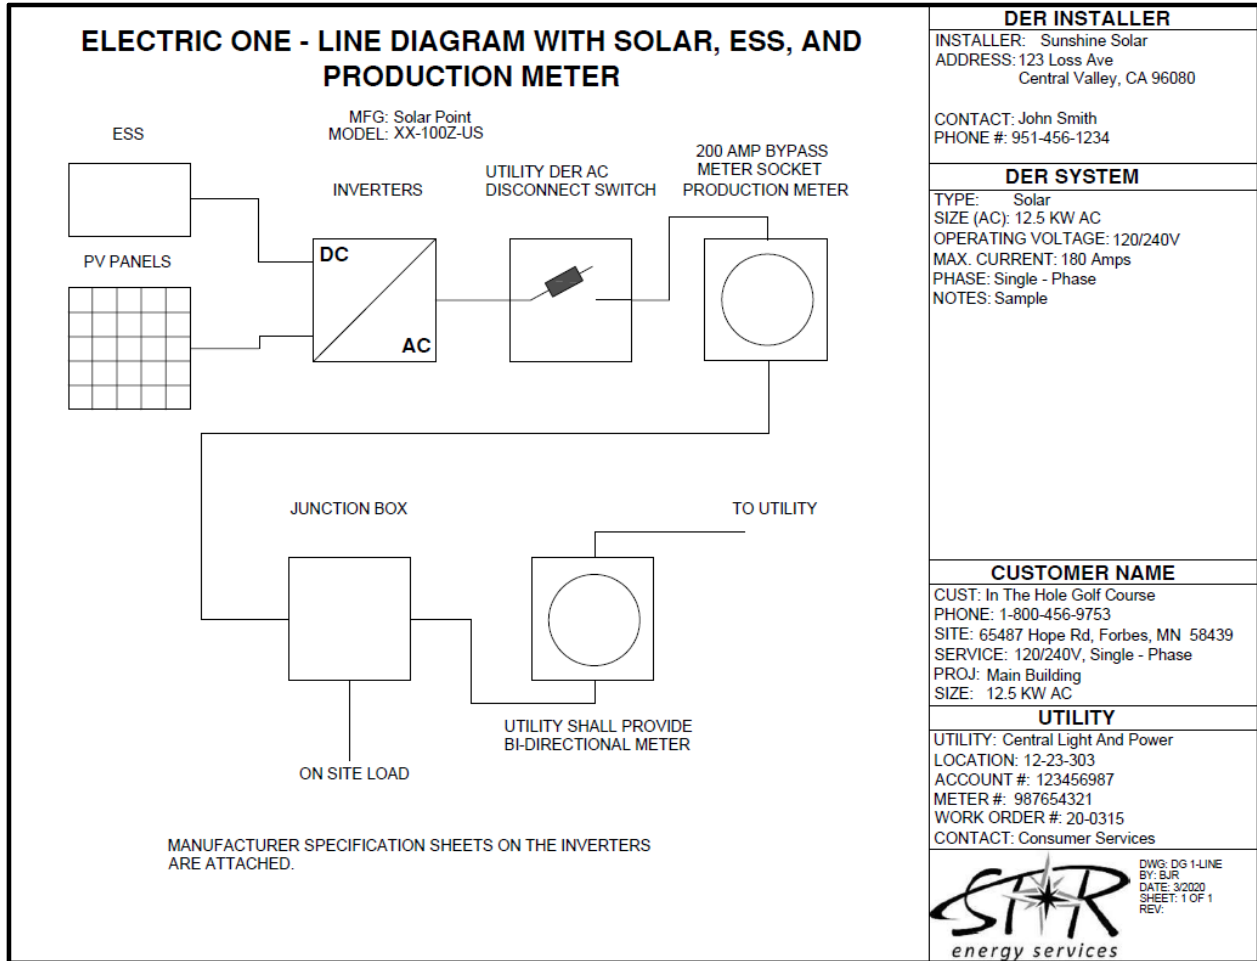 ELECTRIC ONE - LINE DIAGRAM WITH SOLAR, ESS, AND
PRODUCTION METER
MFG: Solar Point
MODEL: XX-100Z-US
ESS
INVERTERS
UTILITY DER AC
DISCONNECT SWITCH
200 AMP BYPASS
METER SOCKET
PRODUCTION METER
PV PANELS
DC
AC
JUNCTION BOX
TO UTILITY
UTILITY SHALL PROVIDE
BI-DIRECTIONAL METER
ON SITE LOAD
MANUFACTURER SPECIFICATION SHEETS ON THE INVERTERS
ARE ATTACHED.
DER INSTALLER
INSTALLER: Sunshine Solar
ADDRESS: 123 Loss Ave
Central Valley, CA 96080
CONTACT: John Smith
PHONE #: 951-456-1234
DER SYSTEM
TYPE: Solar
SIZE (AC): 12.5 KW AC
OPERATING VOLTAGE: 120/240V
MAX. CURRENT: 180 Amps
PHASE: Single - Phase
NOTES: Sample
CUSTOMER NAME
CUST: In The Hole Golf Course
PHONE: 1-800-456-9753
SITE: 65487 Hope Rd, Forbes, MN 58439
SERVICE: 120/240V, Single - Phase
PROJ: Main Building
SIZE: 12.5 KW AC
UTILITY
UTILITY: Central Light And Power
LOCATION: 12-23-303
ACCOUNT #: 123456987
METER #: 987654321
WORK ORDER #: 20-0315
CONTACT: Consumer Services
STAR
energy services
DWG: DG 1-LINE
BY: BJR
DATE: 3/2020
SHEET: 1 OF 1
REV: